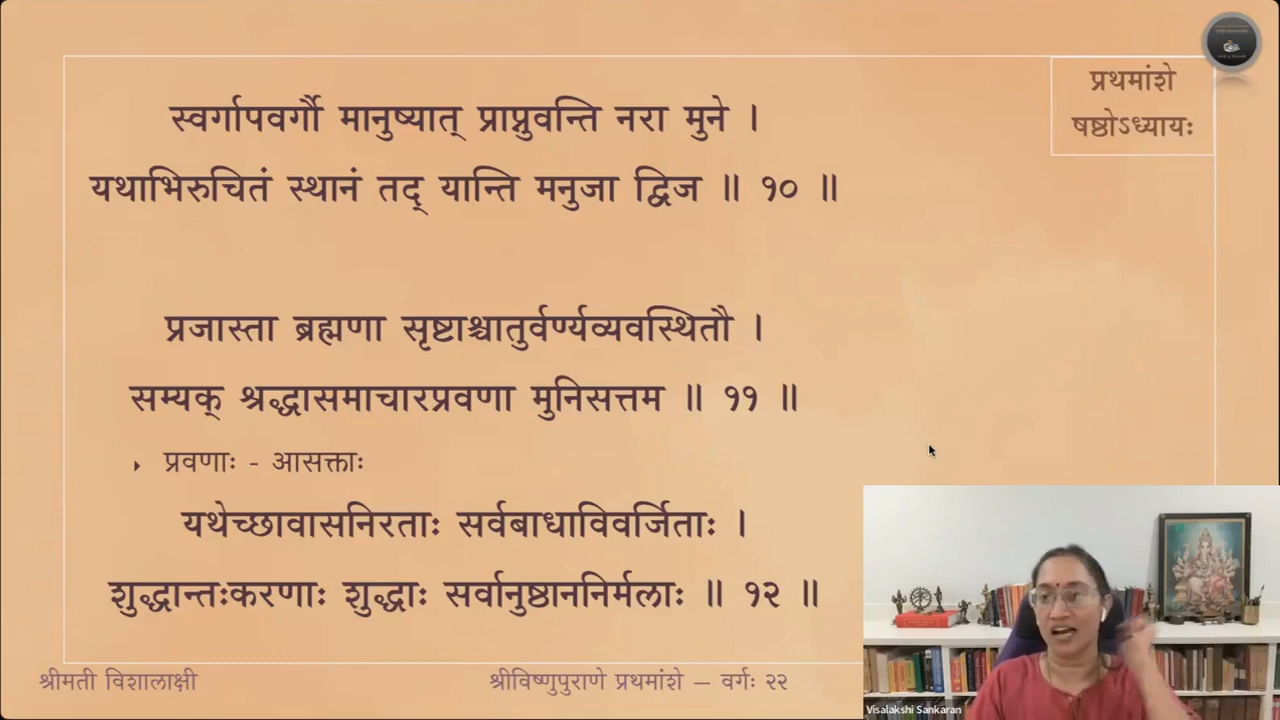 प्रथमांशे
षष्ठोऽध्यायः
स्वर्गापवर्गौ मानुष्यात् प्राप्नुवन्ति नरा मुने ।
यथाभिरुचितं स्थानं तद् यान्ति मनुजा द्विज ॥ १० ॥
प्रजास्ता ब्रह्मणा सृष्टाश्चातुर्वर्ण्यव्यवस्थितौ ।
सम्यक् श्रद्धासमाचारप्रवणा मुनिसत्तम ॥ ११ ॥
प्रवणाः - आसक्ताः
यथेच्छावासनिरताः सर्वबाधाविवर्जिताः ।
शुद्धान्तःकरणाः शुद्धाः सर्वानुष्ठाननिर्मलाः ॥ १२ ॥
श्रीमती विशालाक्षी
श्रीविष्णुपुराणे प्रथमांशे – वर्गः २२
Visalakshi Sankaran